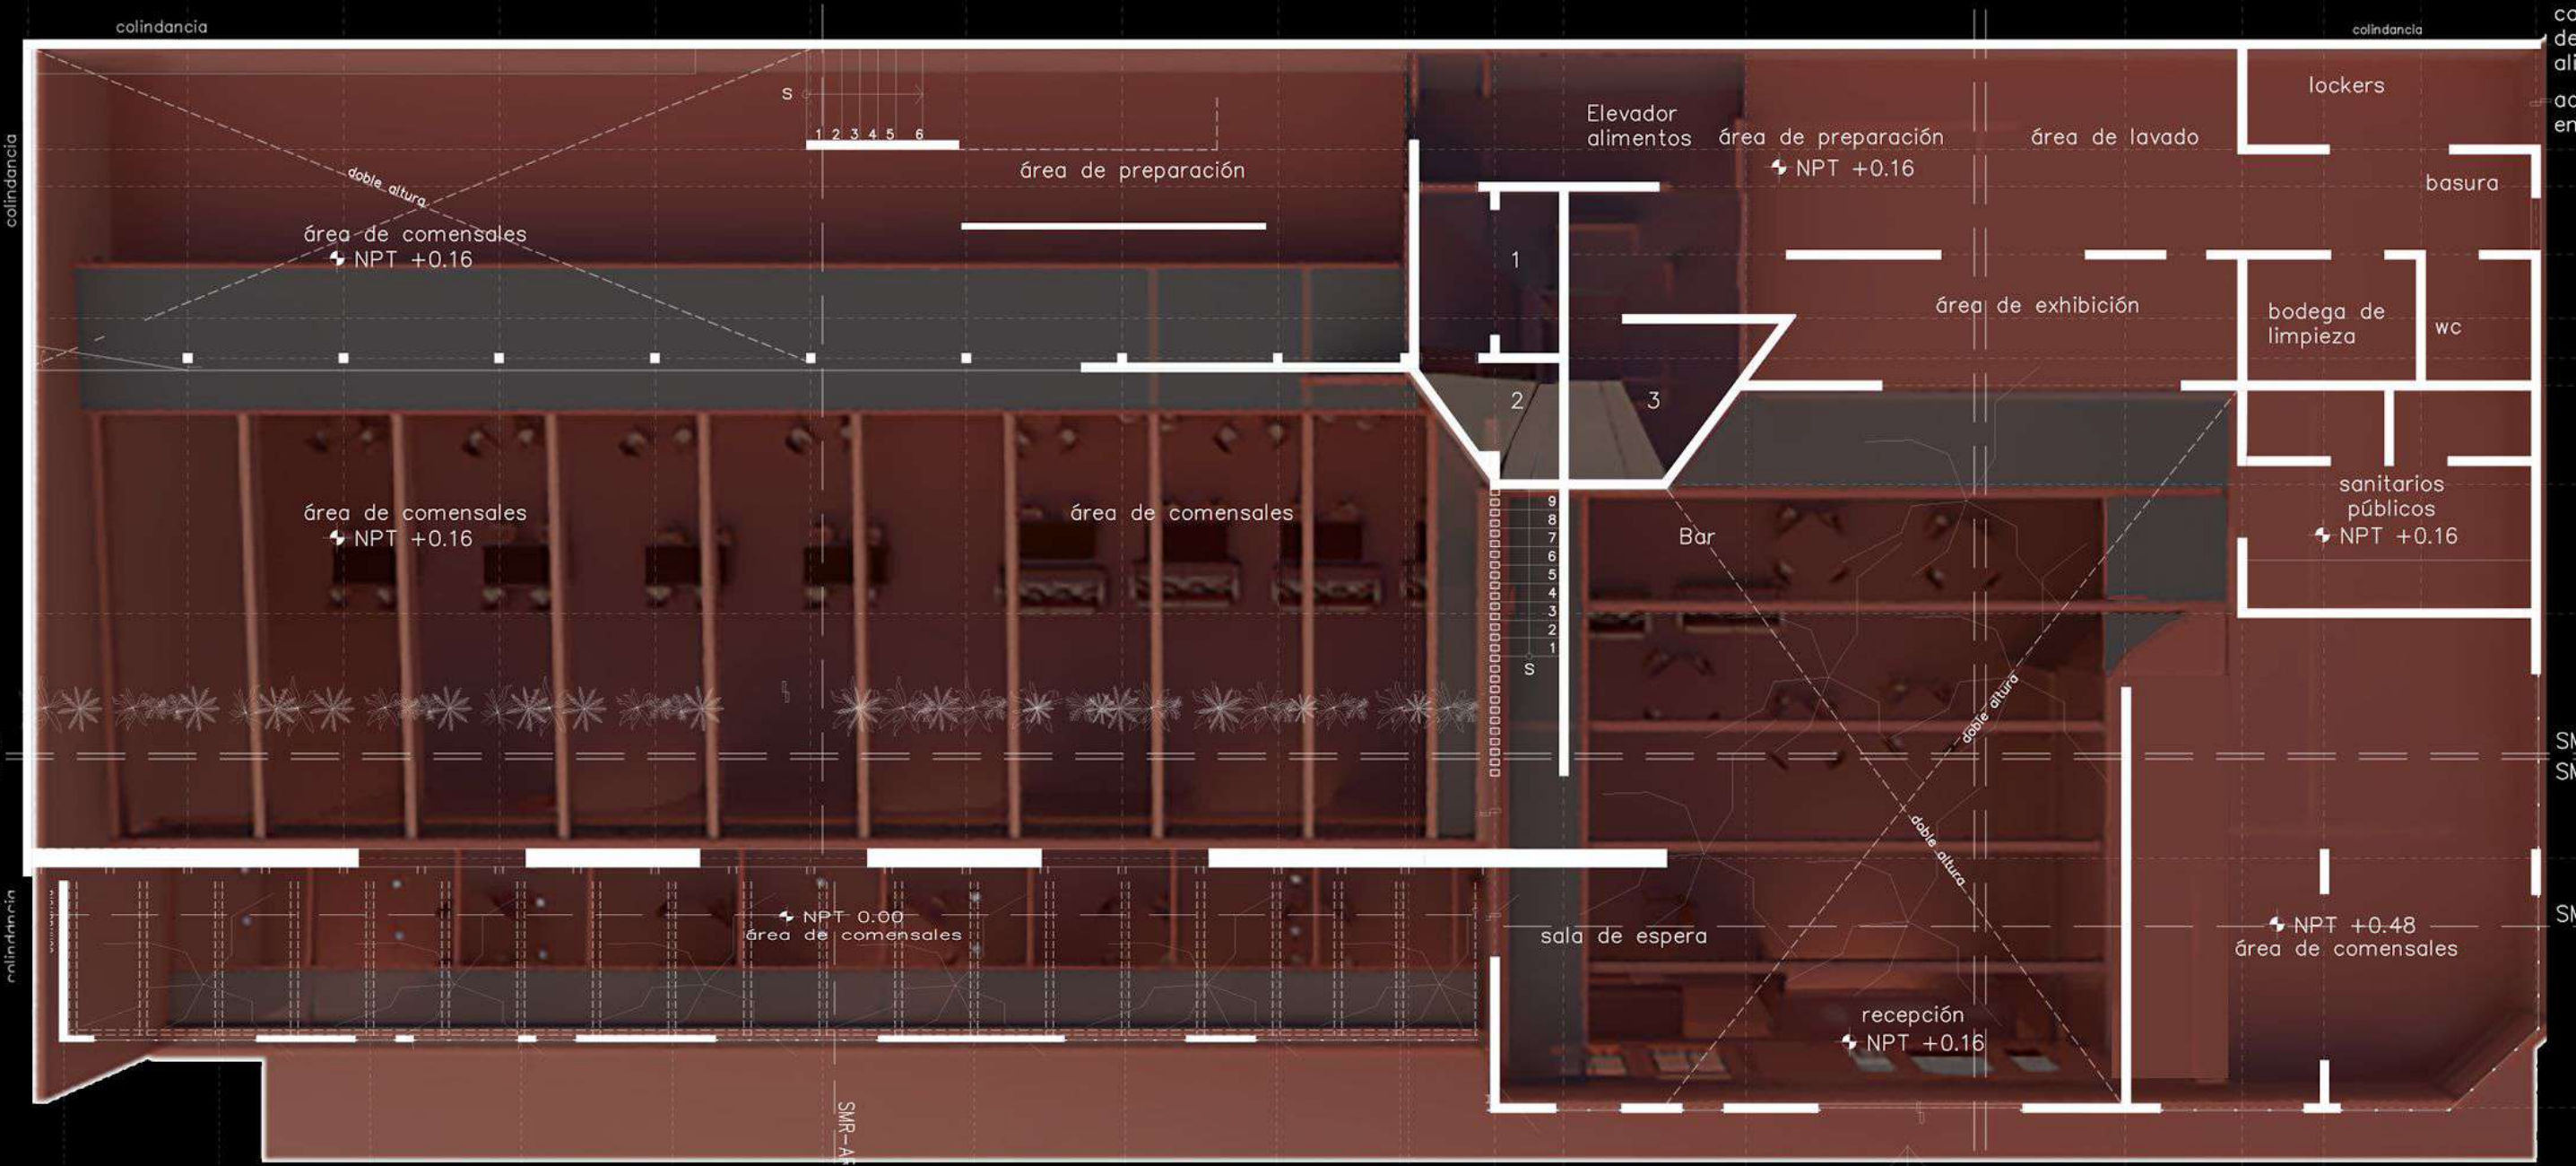 colindancia
colindancia
lockers
S
1 2 3 4 5 6
Elevador
alimentos
área de preparación
NPT +0.16
área de lavado
basura
área de preparación
doble altura
colindancia
área de comensales
NPT +0.16
1
área de exhibición
bodega de
limpieza
wc
2
3
sanitarios
públicos
NPT +0.16
área de comensales
NPT +0.16
área de comensales
Bar
9
8
7
6
5
4
3
2
1
S
doble altura
doble altura
NPT 0.00
área de comensales
sala de espera
NPT +0.48
área de comensales
colindancia
recepción
NPT +0.16